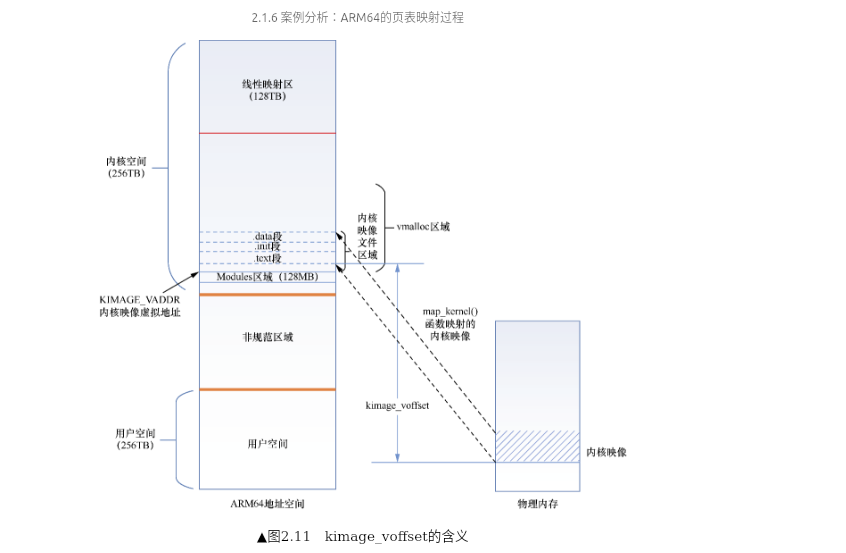 2.1.6 案例分析：ARM64的页表映射过程
线性映射区
(128TB)
内核空间
(256TB)
内核
映像
文件
区域
vmalloc区域
.data段
.init段
.text段
Modules区域（128MB）
KIMAGE_VADDR
内核映像虚拟地址
map_kernel()
函数映射的
内核映像
非规范区域
kimage_voffset
用户空间
(256TB)
用户空间
内核映像
ARM64地址空间
物理内存
▲图2.11 kimage_voffset的含义